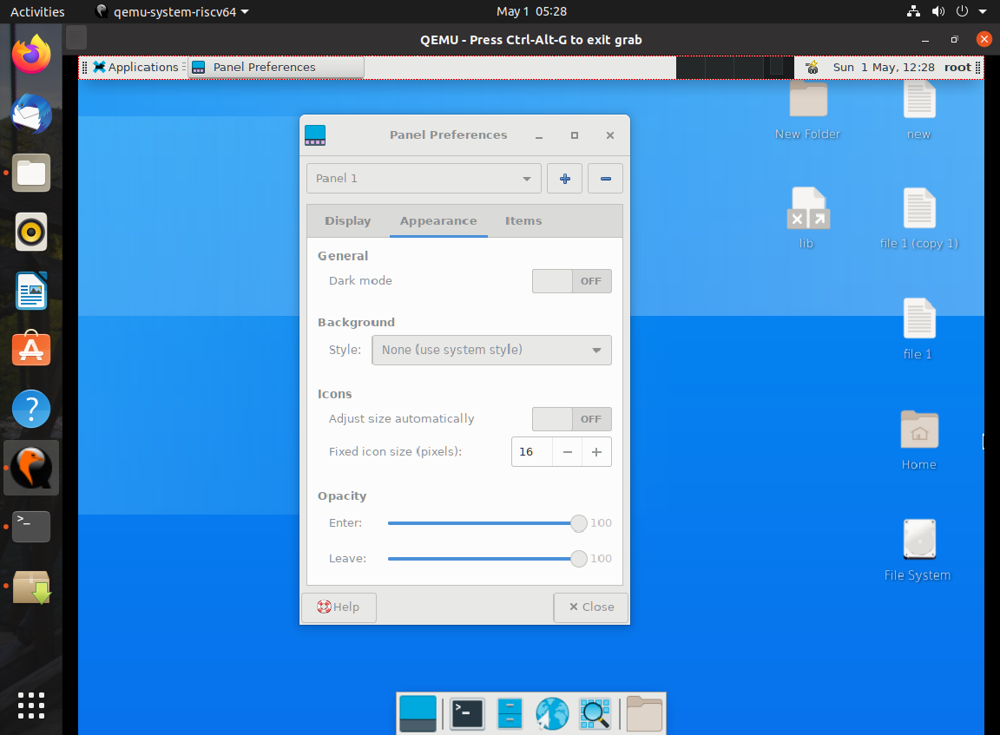 Activities
qemu-system-riscv64
May 1 05:28
QEMU - Press Ctrl-Alt-G to exit grab
Applications
Panel Preferences
Sun 1 May, 12:28
root
New Folder
new
lib
file 1 (copy 1)
file 1
Home
File System
Panel Preferences
Panel 1
Display
Appearance
Items
General
Dark mode
OFF
Background
Style:
None (use system style)
Icons
Adjust size automatically
OFF
Fixed icon size (pixels):
16
Opacity
Enter:
100
Leave:
100
Help
Close